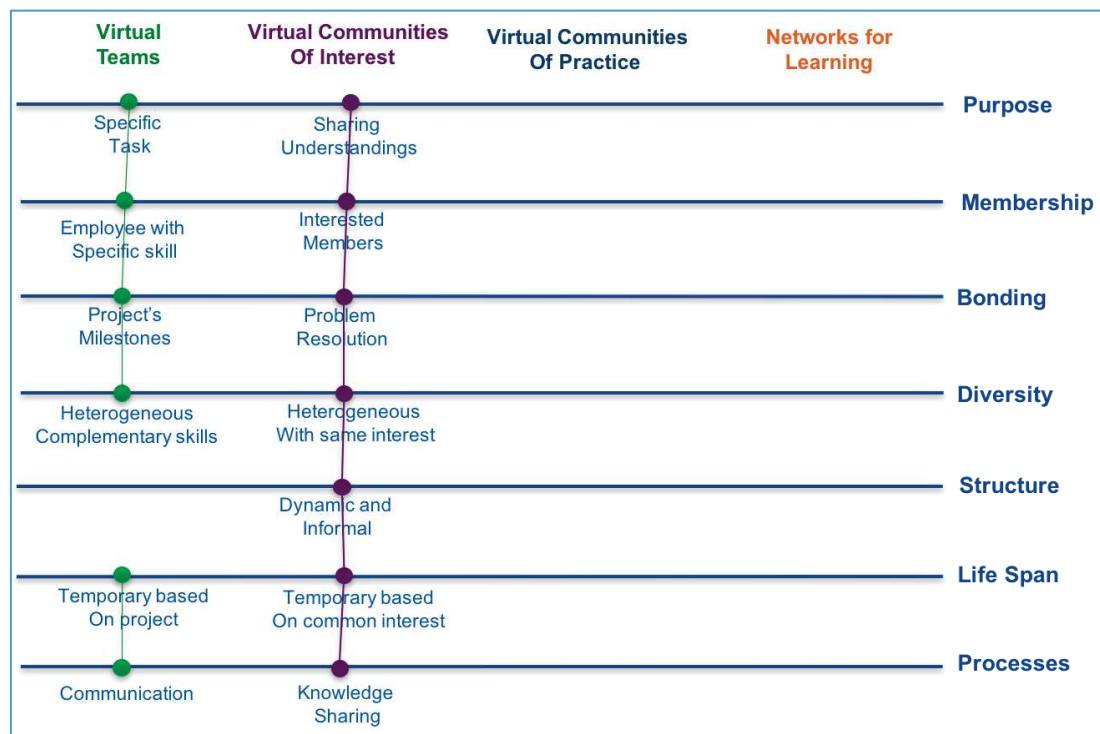 Virtual
Teams
Virtual Communities
Of Interest
Virtual Communities
Of Practice
Networks for
Learning
Purpose
Specific
Task
Sharing
Understandings
Membership
Employee with
Specific skill
Interested
Members
Bonding
Project's
Milestones
Problem
Resolution
Diversity
Heterogeneous
Complementary skills
Heterogeneous
With same interest
Structure
Dynamic and
Informal
Life Span
Temporary based
On project
Temporary based
On common interest
Processes
Communication
Knowledge
Sharing